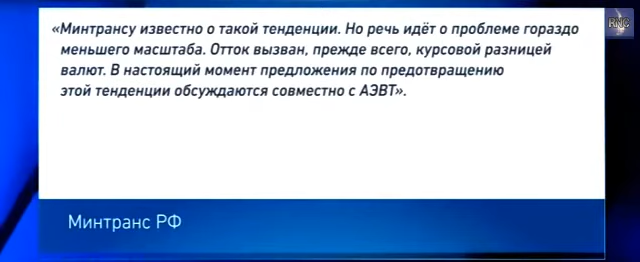 RNC
«Минтрансу известно о такой тенденции. Но речь идёт о проблеме гораздо
меньшего масштаба. Отток вызван, прежде всего, курсовой разницей
валют. В настоящий момент предложения по предотвращению
этой тенденции обсуждаются совместно с АЭВТ».
Минтранс РФ